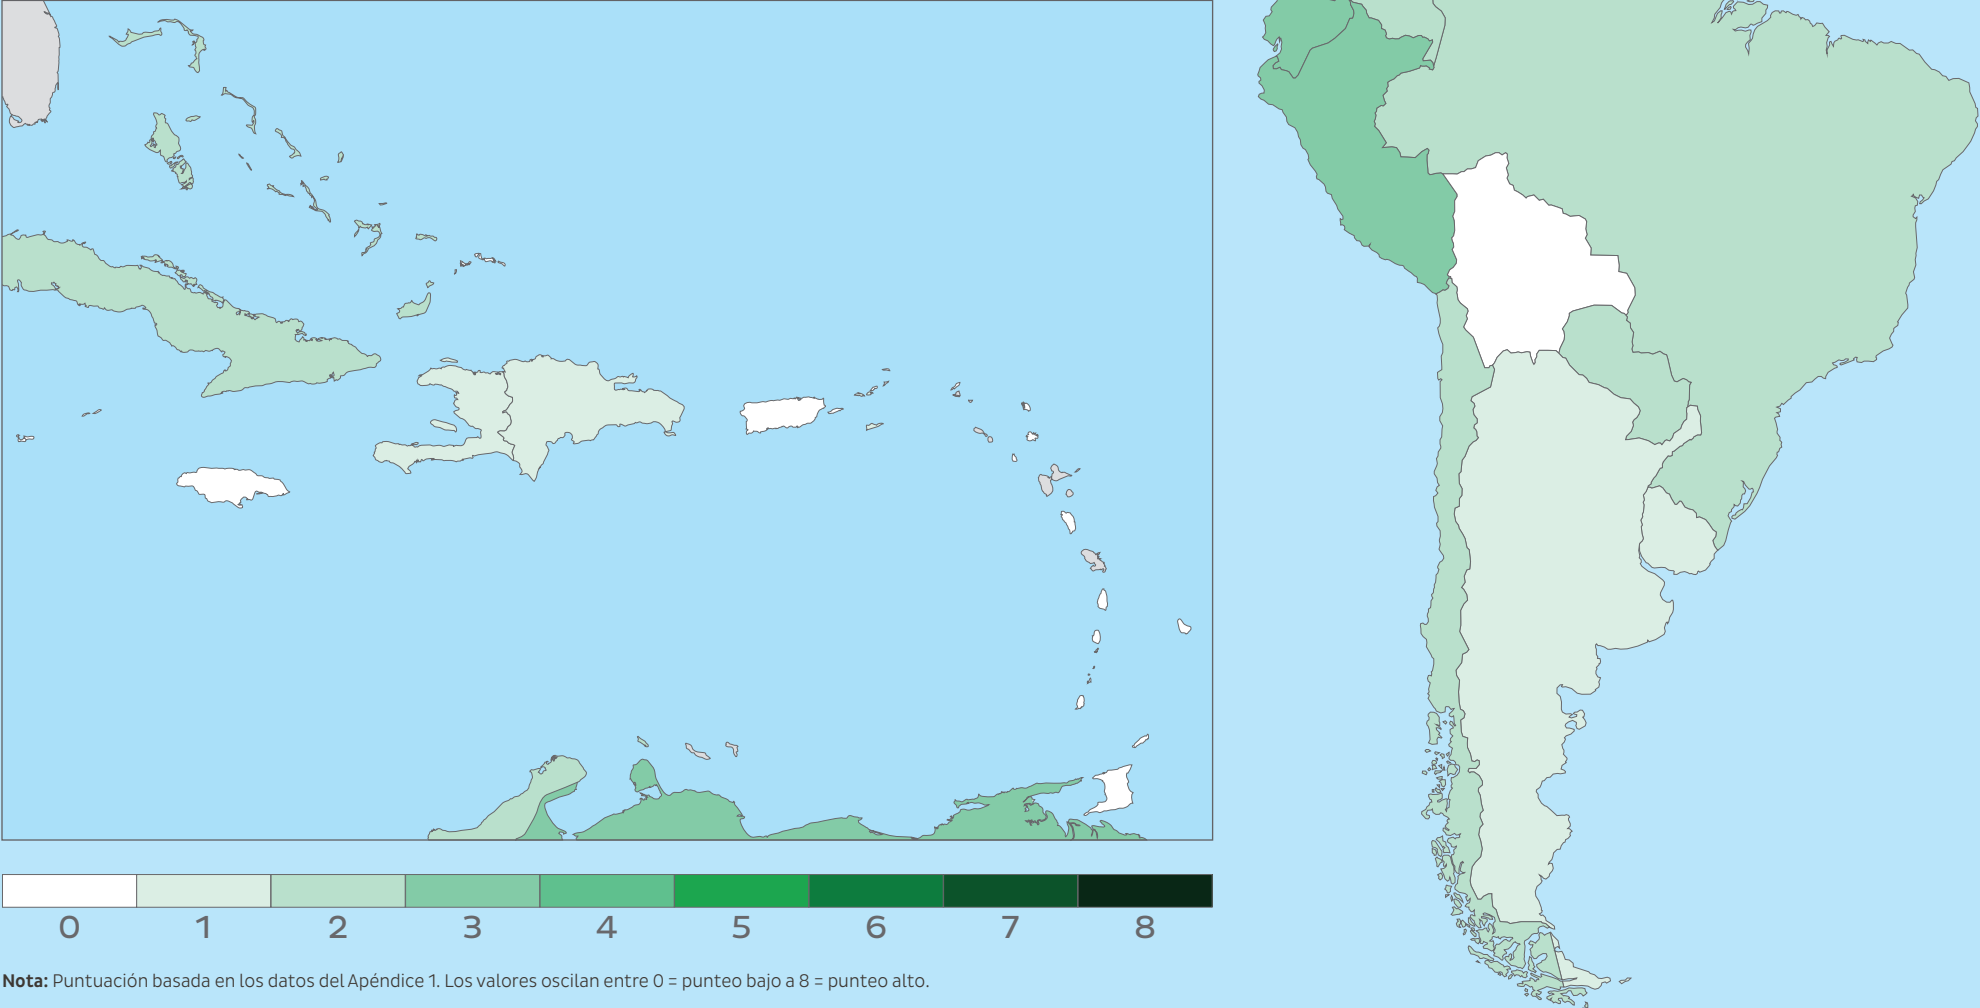 0 1 2 3 4 5 6 7 8
Nota: Puntuación basada en los datos del Apéndice 1. Los valores oscilan entre 0 = punteo bajo a 8 = punteo alto.